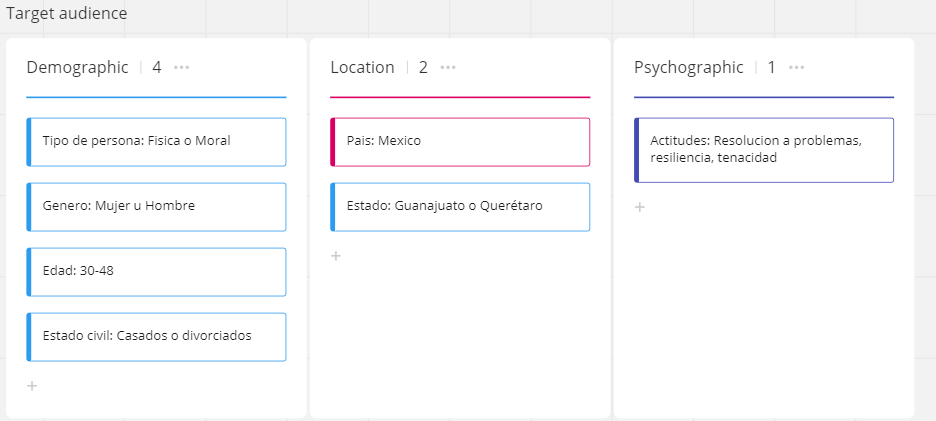 Target audience
Demographic 4
Tipo de persona: Fisica o Moral
Genero: Mujer u Hombre
Edad: 30-48
Estado civil: Casados o divorciados
Location 2
Pais: Mexico
Estado: Guanajuato o Querétaro
Psychographic 1
Actitudes: Resolucion a problemas,
resiliencia, tenacidad